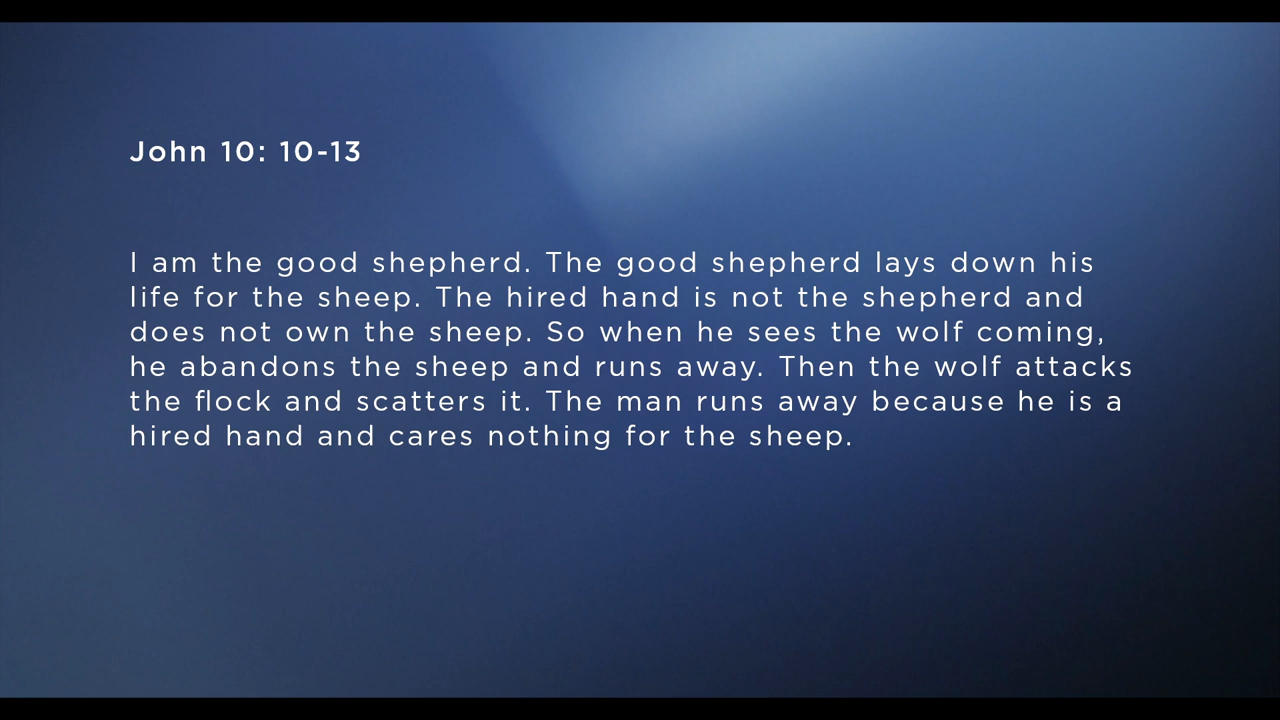 John 10: 10-13
I am the good shepherd. The good shepherd lays down his
life for the sheep. The hired hand is not the shepherd and
does not own the sheep. So when he sees the wolf coming,
he abandons the sheep and runs away. Then the wolf attacks
the flock and scatters it. The man runs away because he is a
hired hand and cares nothing for the sheep.